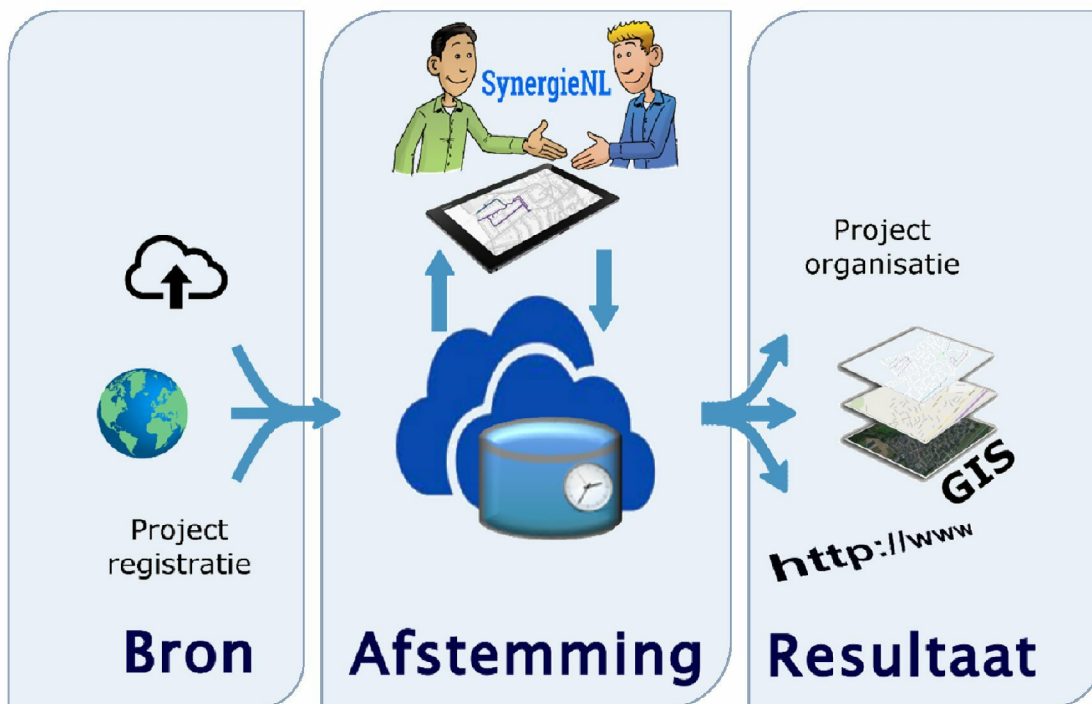 Project
registratie
Bron
SynergieNL
Afstemming
Project
organisatie
GIS
http://www
Resultaat